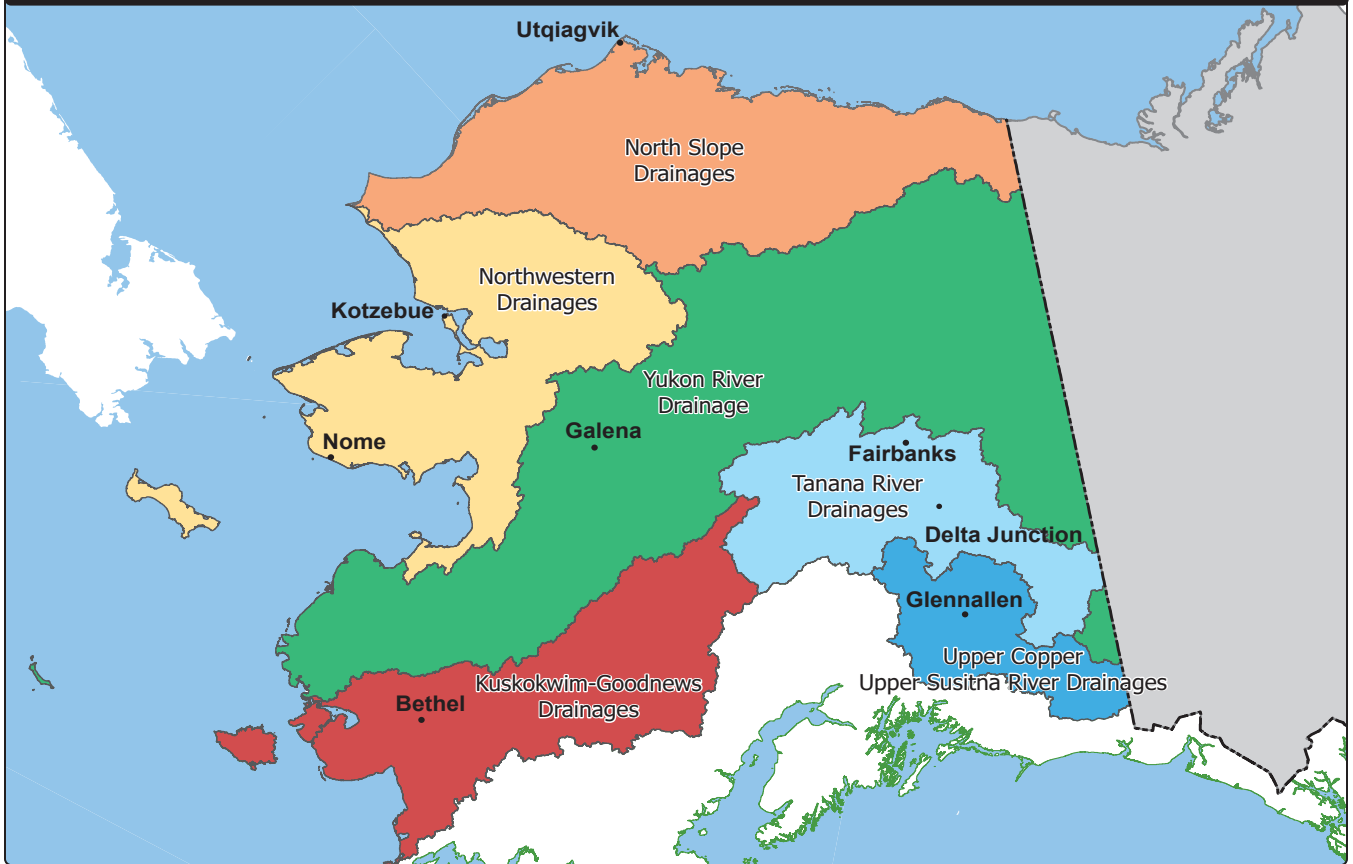 Utqiagvik
North Slope
Drainages
Northwestern
Drainages
Kotzebue
Yukon River
Drainage
Galena
Nome
Fairbanks
Tanana River
Drainages
Delta Junction
Glennallen
Upper Copper
Upper Susitna River Drainages
Kuskokwim-Goodnews
Drainages
Bethel